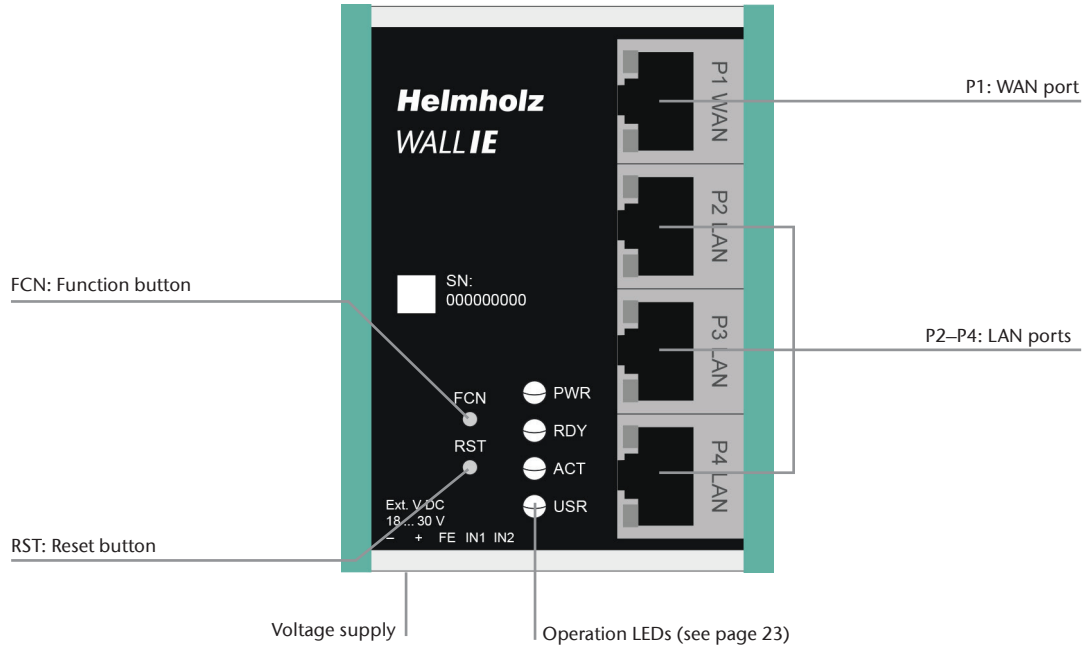 Helmholz
WALLIE
P1 WAN
P1: WAN port
P2 LAN
FCN: Function button
SN:
000000000
P3 LAN
P2–P4: LAN ports
FCN
PWR
RST
RDY
ACT
P4 LAN
USR
Ext. V DC
18 ... 30 V
– + FE IN1 IN2
RST: Reset button
Voltage supply
Operation LEDs (see page 23)